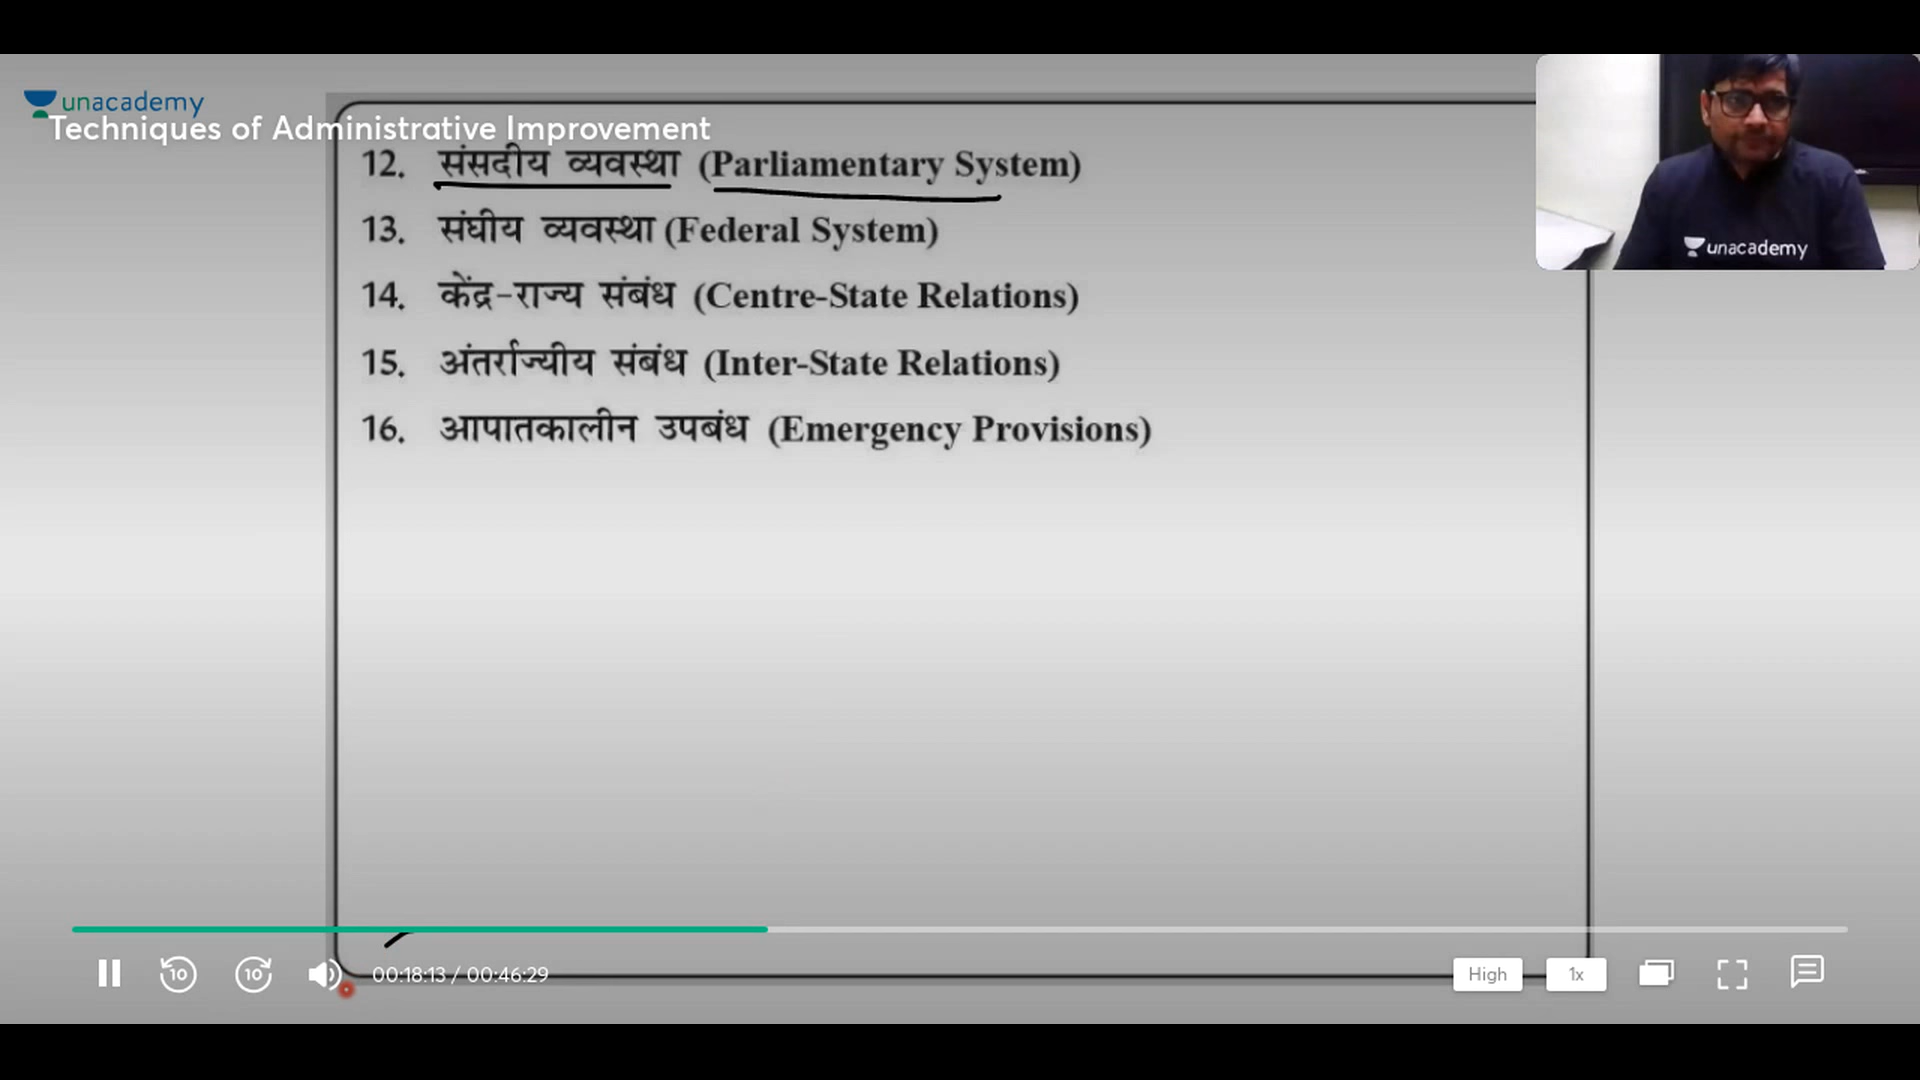 unacademy
Techniques of Administrative Improvement
12. संसदीय व्यवस्था (Parliamentary System)
13. संघीय व्यवस्था (Federal System)
14. केंद्र-राज्य संबंध (Centre-State Relations)
15. अंतर्राज्यीय संबंध (Inter-State Relations)
16. आपातकालीन उपबंध (Emergency Provisions)
unacademy
10 10 00:18:13 / 00:46:29 High 1x